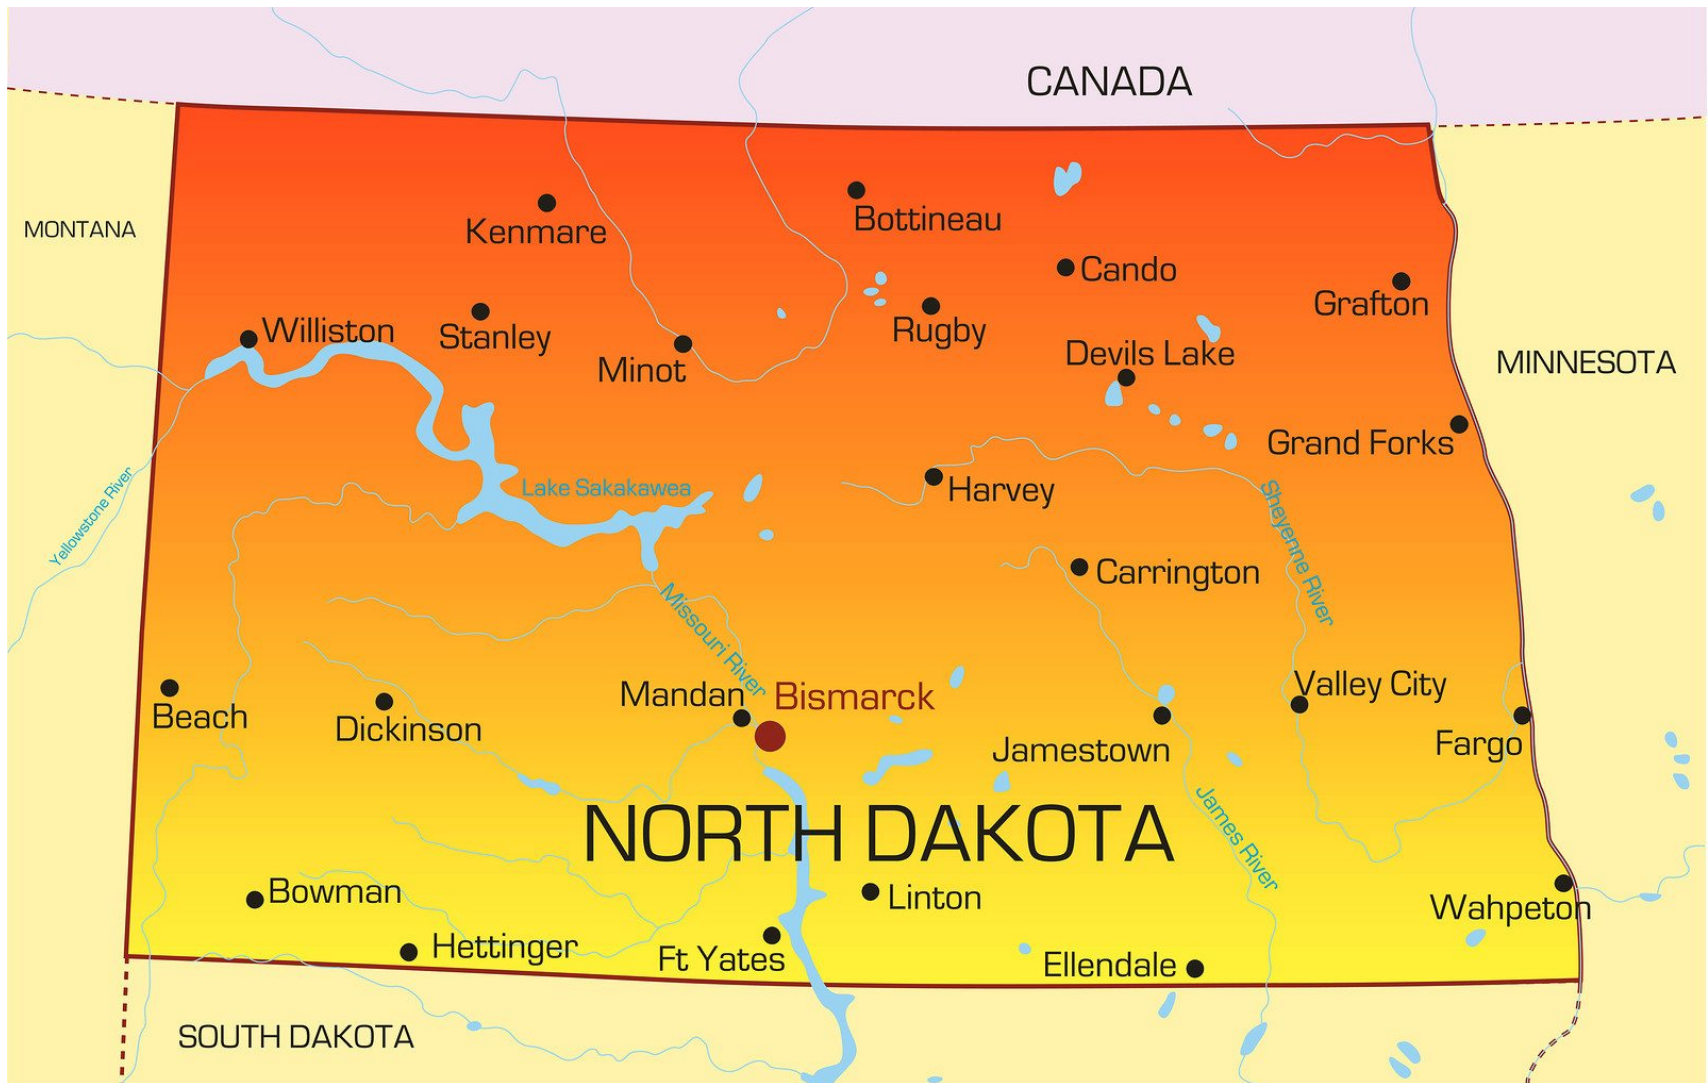 CANADA
MONTANA
Kenmare
Bottineau
Cando
Grafton
Williston
Stanley
Rugby
Minot
Devils Lake
MINNESOTA
Grand Forks
Lake Sakakawea
Harvey
Yellowstone River
Sheyenne River
Carrington
Missouri River
Mandan
Bismarck
Valley City
Beach
Dickinson
Jamestown
Fargo
NORTH DAKOTA
James River
Bowman
Linton
Wahpeton
Hettinger
Ft Yates
Ellendale
SOUTH DAKOTA